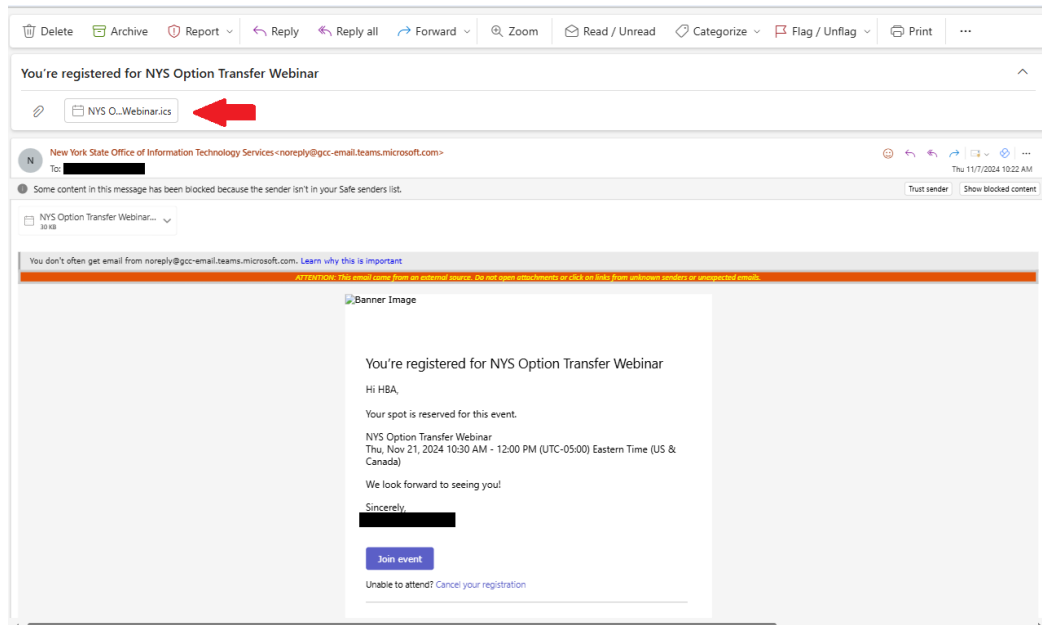 Delete Archive Report Reply Reply all Forward Zoom Read / Unread Categorize Flag / Unflag Print ...
You're registered for NYS Option Transfer Webinar
NYS O...Webinar.ics
N
New York State Office of Information Technology Services<noreply@gcc-email.teams.microsoft.com>
To:
Thu 11/7/2024 10:22 AM
Some content in this message has been blocked because the sender isn't in your Safe senders list.
Trust sender Show blocked content
NYS Option Transfer Webinar...
30 KB
You don't often get email from noreply@gcc-email.teams.microsoft.com. Learn why this is important
ATTENTION: This email came from an external source. Do not open attachments or click on links from unknown senders or unexpected emails.
Banner Image
You're registered for NYS Option Transfer Webinar
Hi HBA,
Your spot is reserved for this event.
NYS Option Transfer Webinar
Thu, Nov 21, 2024 10:30 AM - 12:00 PM (UTC-05:00) Eastern Time (US &
Canada)
We look forward to seeing you!
Sincerely,
Join event
Unable to attend? Cancel your registration